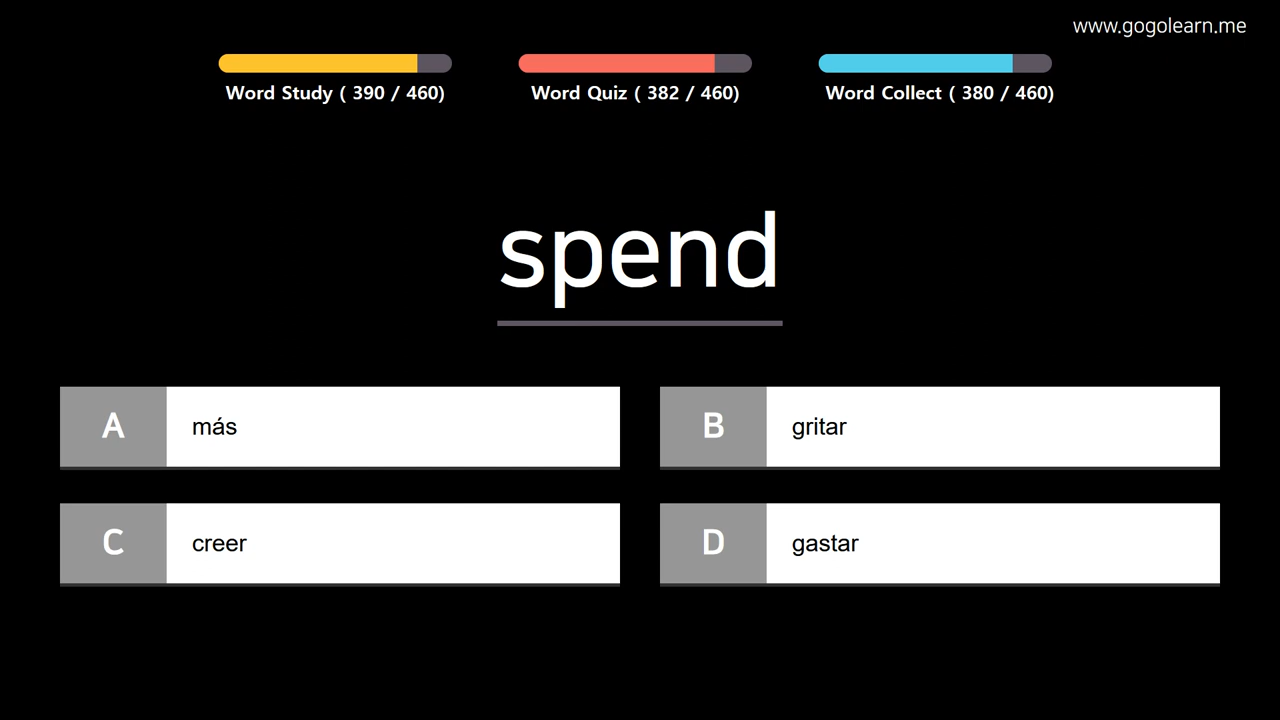 www.gogolearn.me
Word Study ( 390 / 460)
Word Quiz ( 382 / 460)
Word Collect ( 380 / 460)
spend
A más
B gritar
C creer
D gastar